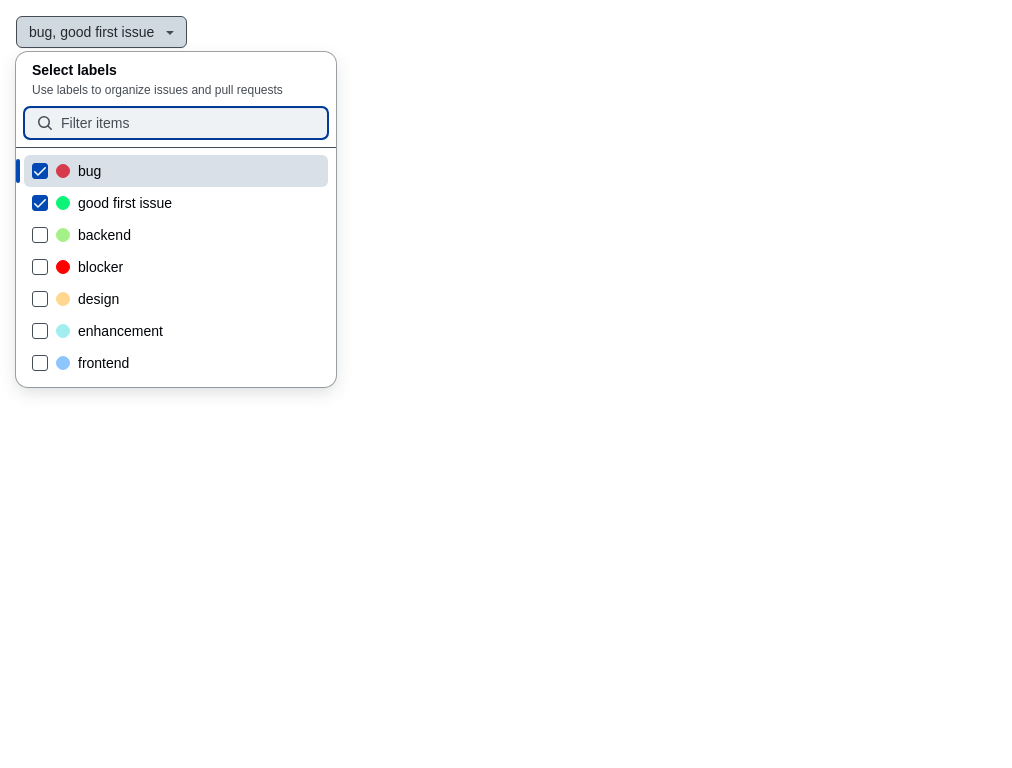 bug, good first issue
Select labels
Use labels to organize issues and pull requests
Filter items
bug
good first issue
backend
blocker
design
enhancement
frontend